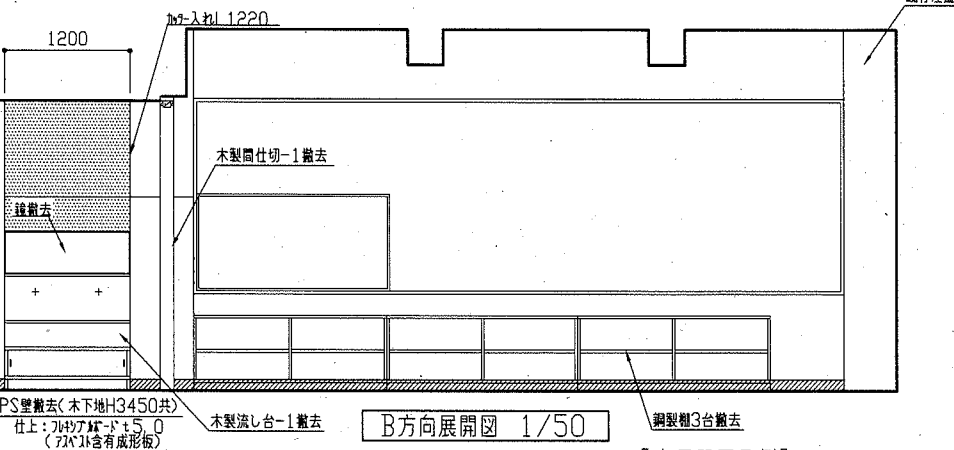 カッター入れL 1220
1200
木製間仕切-1撤去
鏡撤去
PS壁撤去(木下地H3450共)
仕上:フレキシブルボードt5.0
(アスベスト含有成形板)
木製流し台-1撤去
B方向展開図 1/50
鋼製棚3台撤去